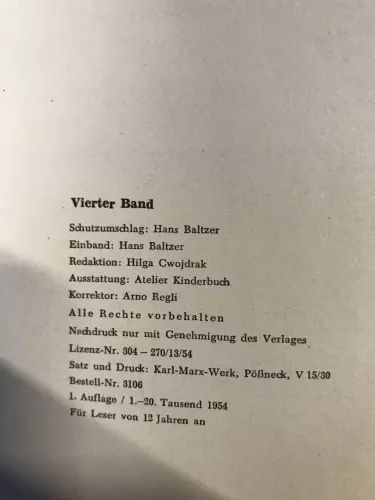 Vierter Band
Schutzumschlag: Hans Baltzer
Einband: Hans Baltzer
Redaktion: Hilga Cwojdrak
Ausstattung: Atelier Kinderbuch
Korrektor: Arno Regli
Alle Rechte vorbehalten
Nachdruck nur mit Genehmigung des Verlages
Lizenz-Nr. 304 – 270/13/54
Satz und Druck: Karl-Marx-Werk, Pößneck, V 15/30
Bestell-Nr. 3106
1. Auflage / 1.–20. Tausend 1954
Für Leser von 12 Jahren an